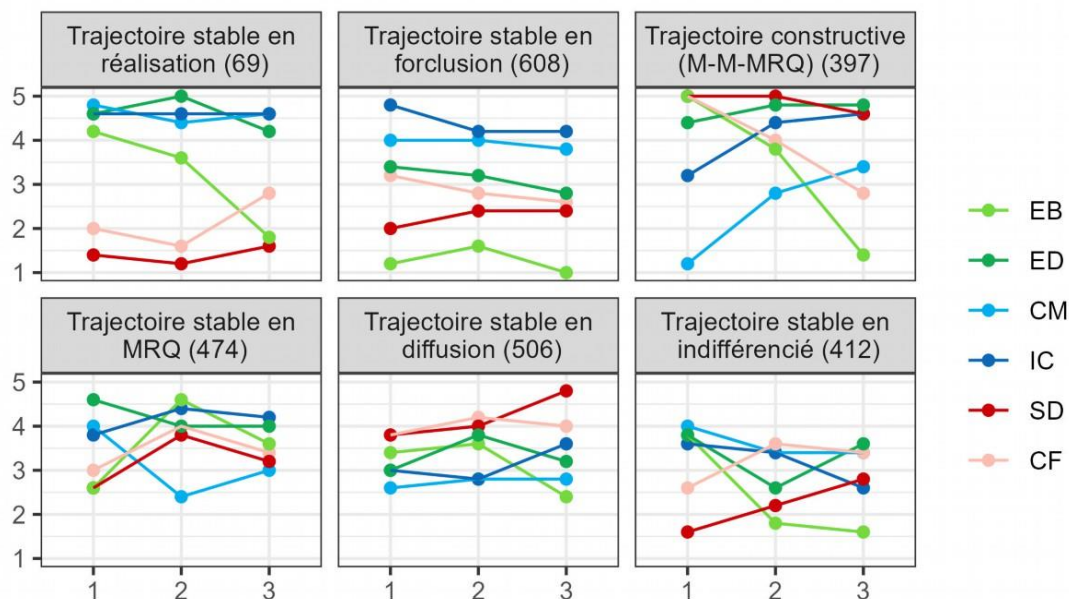 Trajectoire stable en
réalisation (69)
Trajectoire stable en
forclusion (608)
Trajectoire constructive
(M-M-MRQ) (397)
5
4
3
2
1
Trajectoire stable en
MRQ (474)
Trajectoire stable en
diffusion (506)
Trajectoire stable en
indifférencié (412)
5
4
3
2
1
1 2 3
1 2 3
1 2 3
EB
ED
CM
IC
SD
CF